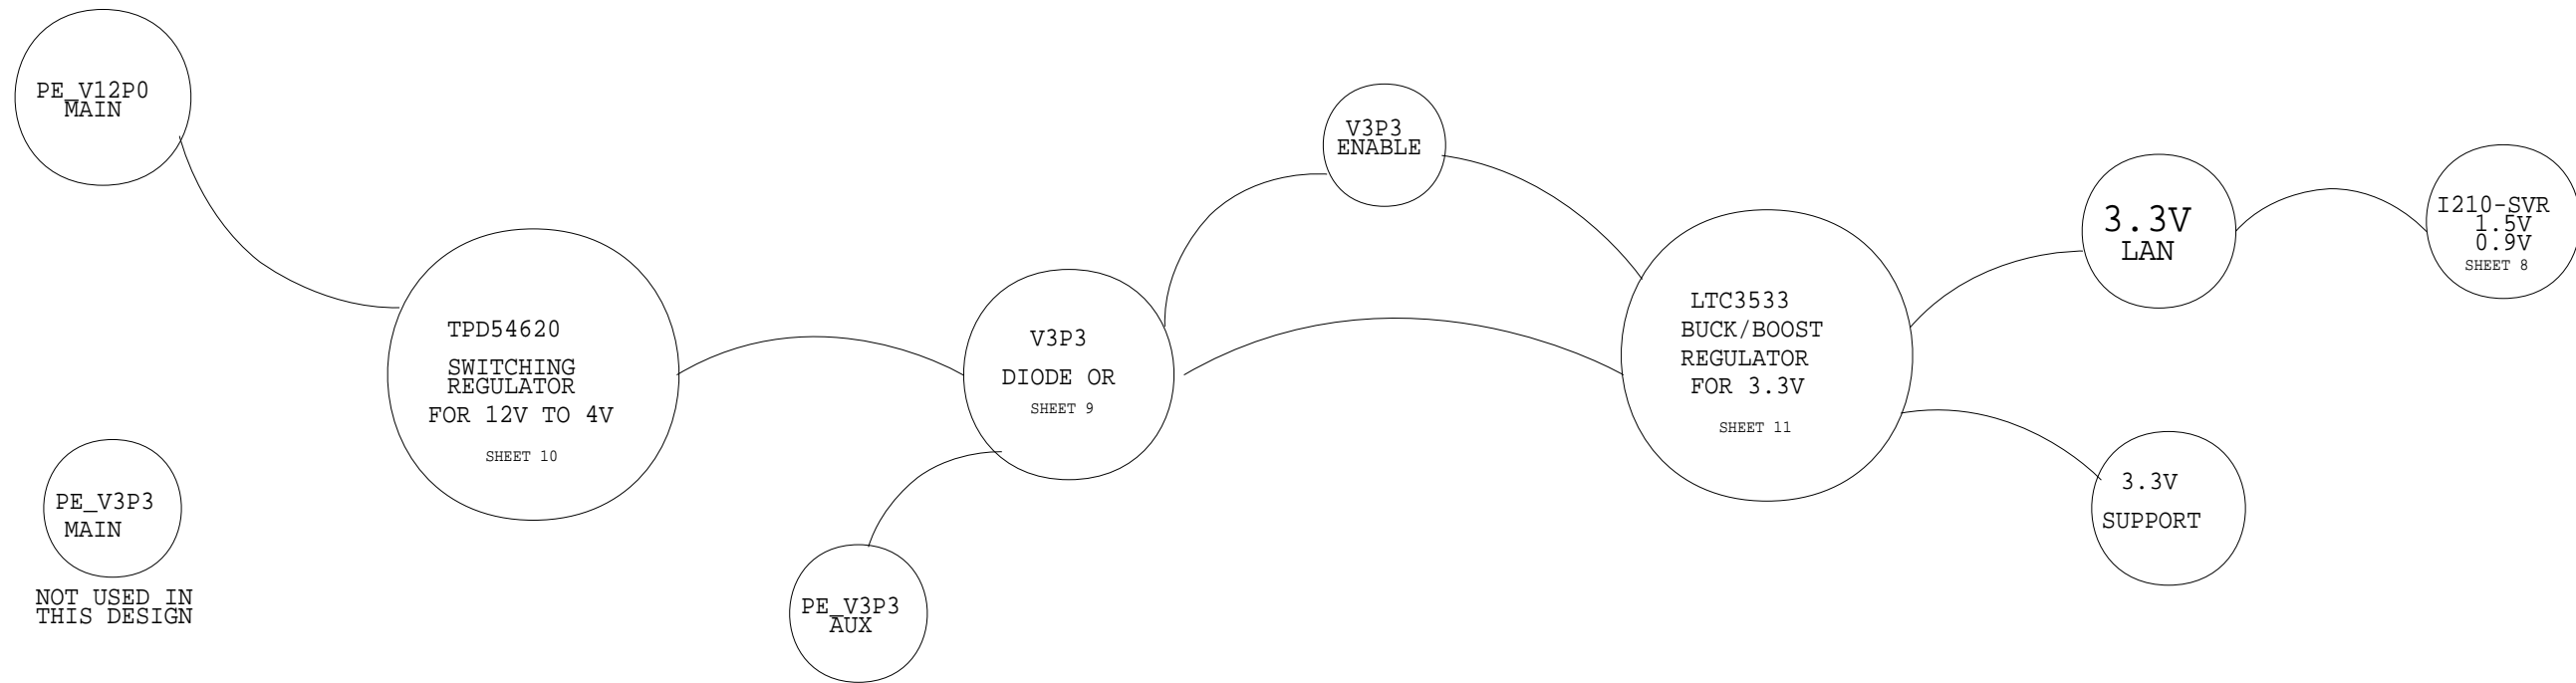 PE_V12P0
MAIN
TPD54620
SWITCHING
REGULATOR
FOR 12V TO 4V
SHEET 10
PE_V3P3
MAIN
NOT USED IN
THIS DESIGN
V3P3
DIODE OR
SHEET 9
PE_V3P3
AUX
V3P3
ENABLE
LTC3533
BUCK/BOOST
REGULATOR
FOR 3.3V
SHEET 11
3.3V
LAN
3.3V
SUPPORT
I210-SVR
1.5V
0.9V
SHEET 8